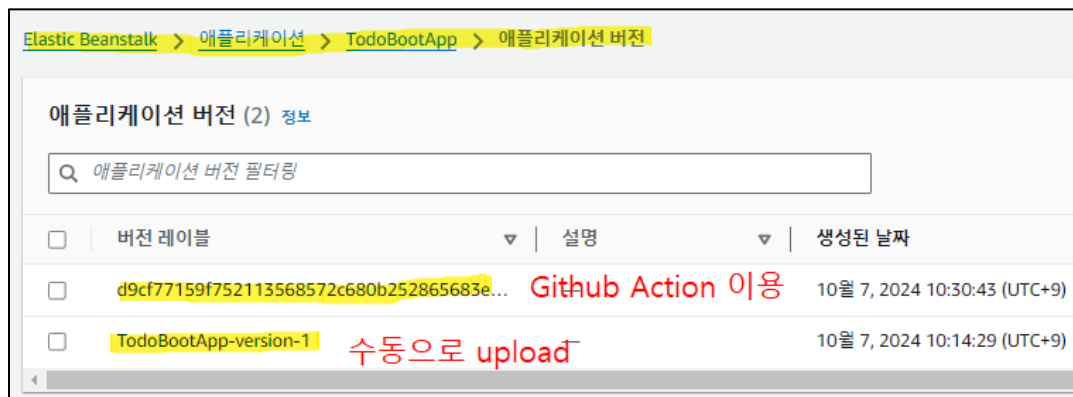 Elastic Beanstalk > 애플리케이션 > TodoBootApp > 애플리케이션 버전
애플리케이션 버전 (2) 정보
애플리케이션 버전 필터링
버전 레이블 설명 생성된 날짜
d9cf77159f752113568572c680b252865683e... – Github Action 이용 10월 7, 2024 10:30:43 (UTC+9)
TodoBootApp-version-1 수동으로 upload – 10월 7, 2024 10:14:29 (UTC+9)